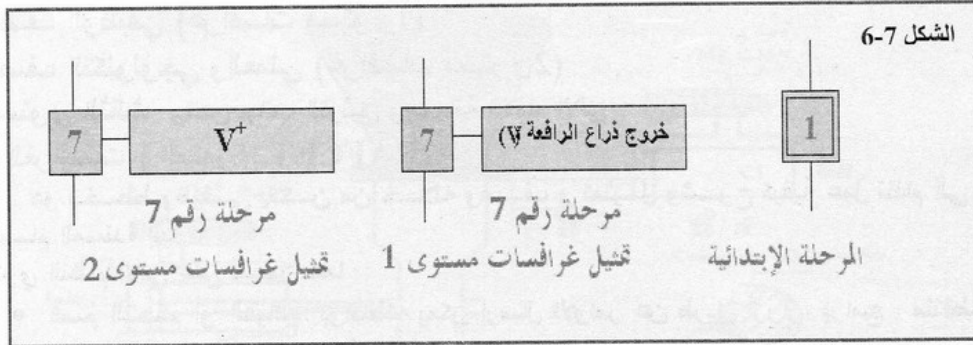 الشكل 7-6
1
7
خروج ذراع الرافعة (V)
7
V⁺
المرحلة الإبتدائية
مرحلة رقم 7
تمثيل غرافسات مستوى 1
مرحلة رقم 7
تمثيل غرافسات مستوى 2